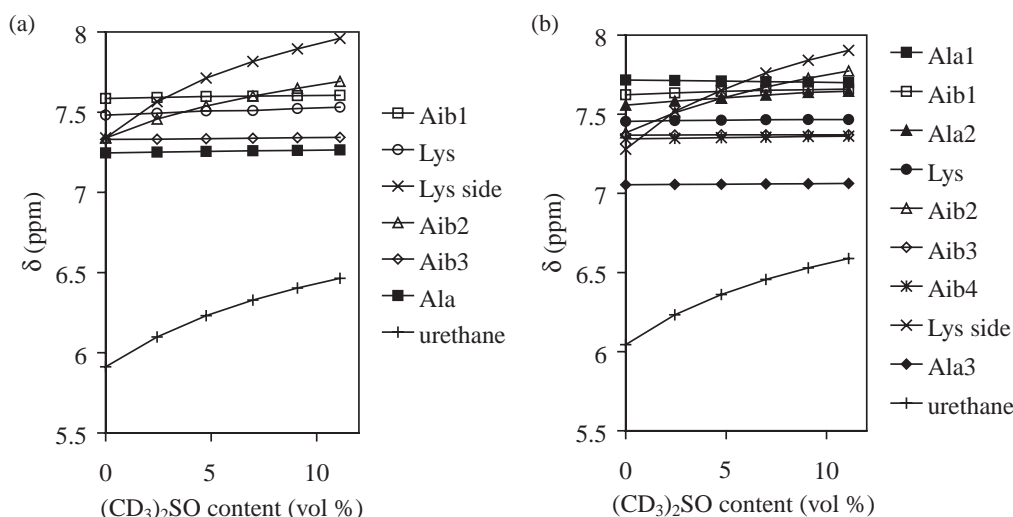 (a)
8
7.5
7
6.5
6
5.5
δ (ppm)
0
5
10
(CD3)2SO content (vol %)
Aib1
Lys
Lys side
Aib2
Aib3
Ala
urethane
(b)
8
7.5
7
6.5
6
5.5
δ (ppm)
0
5
10
(CD3)2SO content (vol %)
Ala1
Aib1
Ala2
Lys
Aib2
Aib3
Aib4
Lys side
Ala3
urethane